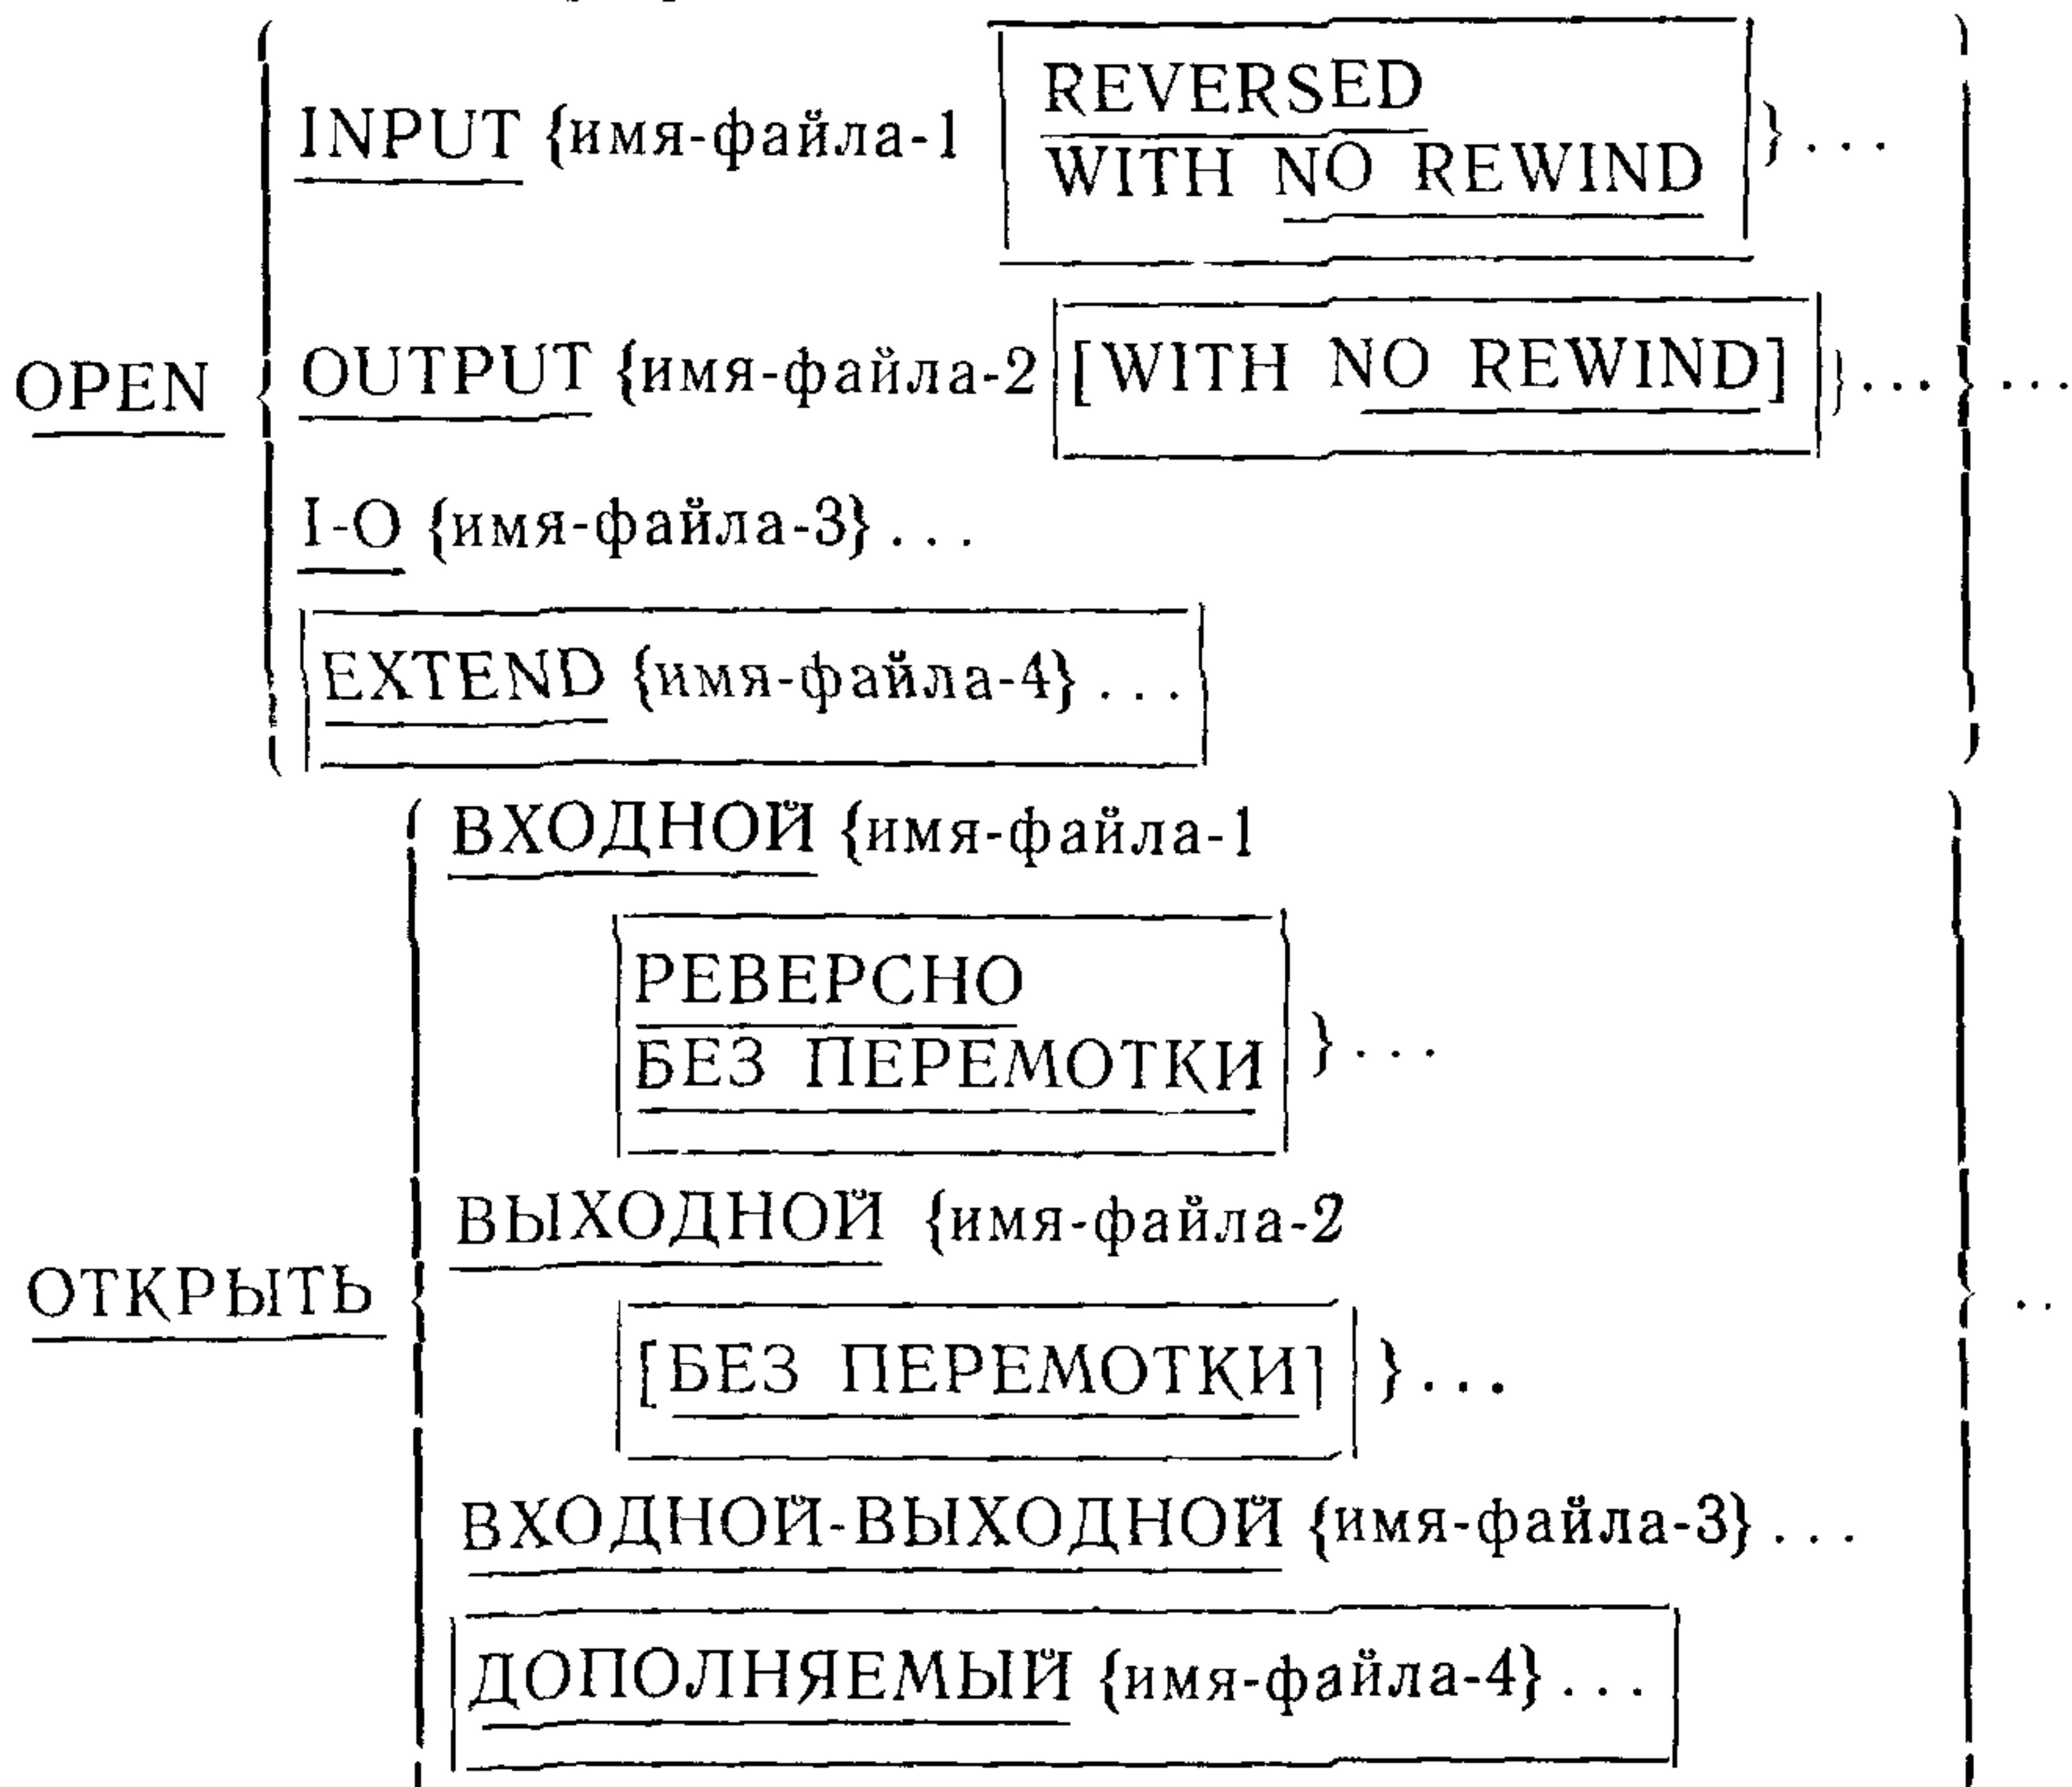 REVERSED
INPUT {имя-файла-1 } ...
WITH NO REWIND
OPEN OUTPUT {имя-файла-2 [WITH NO REWIND] } ... ...
I-O {имя-файла-3} ...
EXTEND {имя-файла-4} ...
ВХОДНОЙ {имя-файла-1
РЕВЕРСНО
} ...
БЕЗ ПЕРЕМОТКИ
ВЫХОДНОЙ {имя-файла-2
ОТКРЫТЬ ..
[БЕЗ ПЕРЕМОТКИ] } ...
ВХОДНОЙ-ВЫХОДНОЙ {имя-файла-3} ...
ДОПОЛНЯЕМЫЙ {имя-файла-4} ...